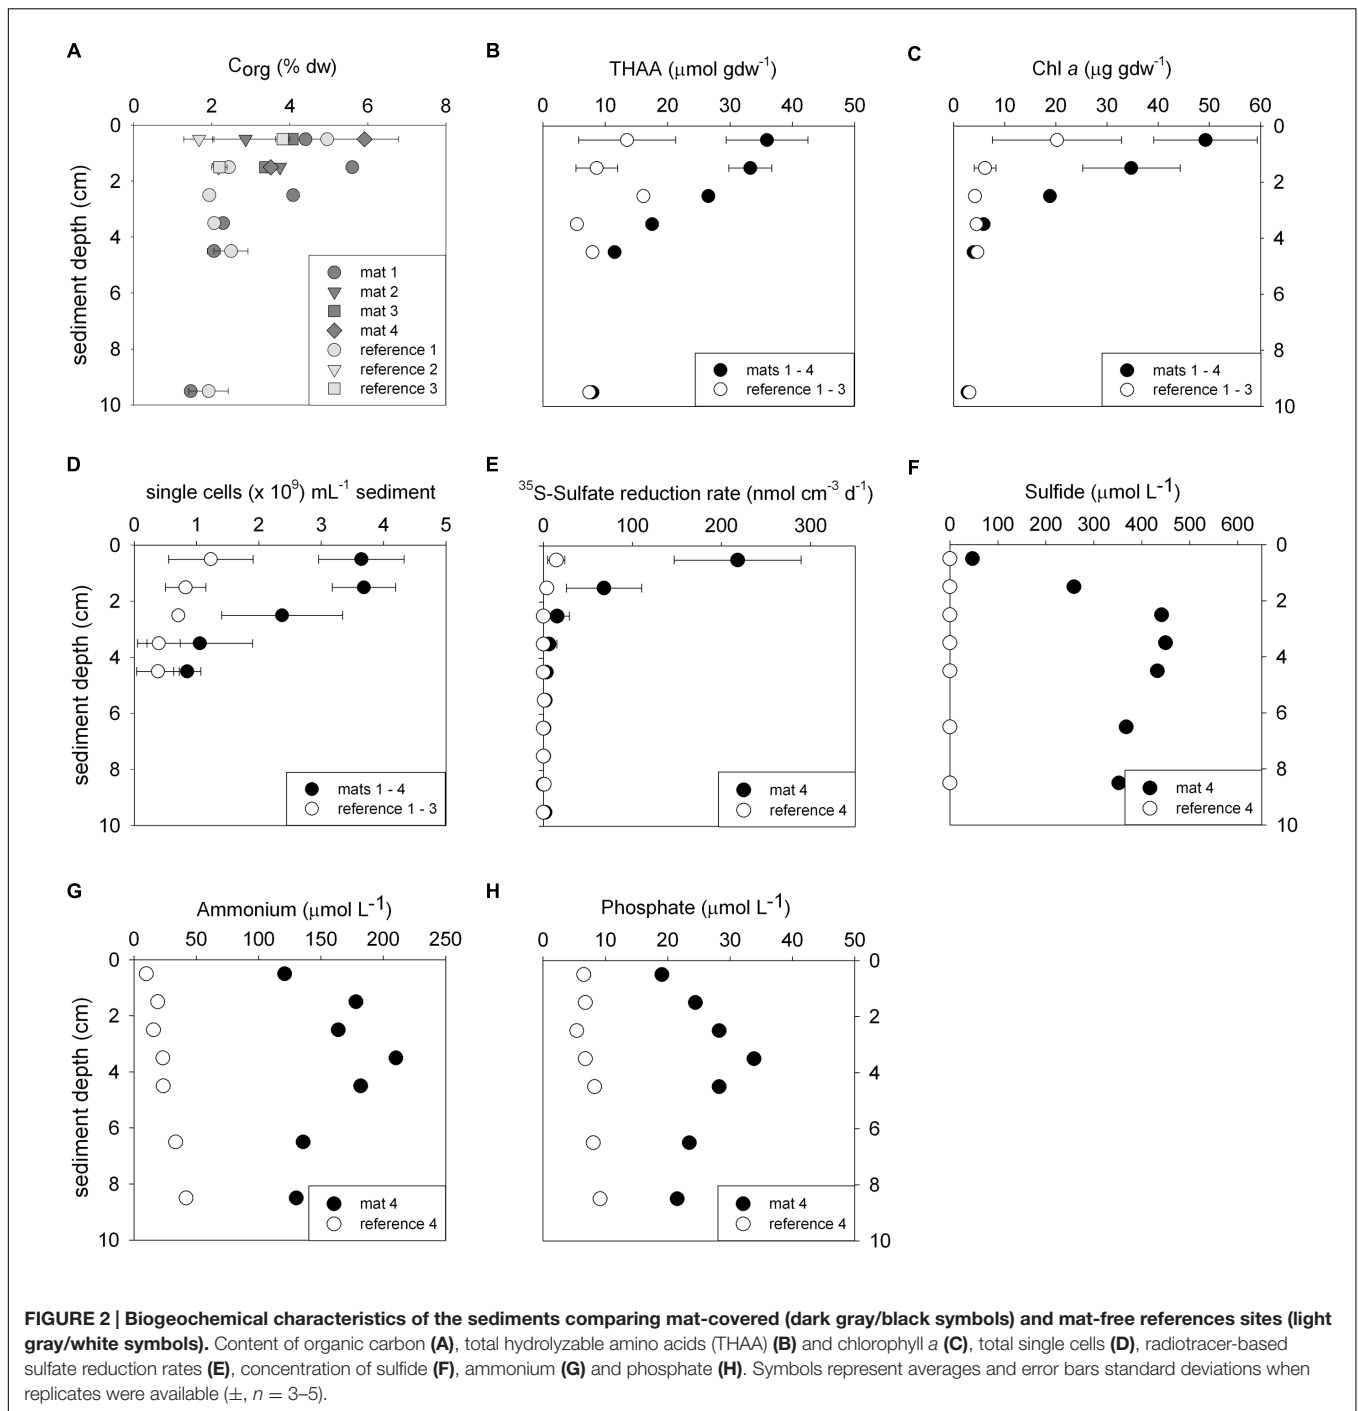 A
C_org (% dw)
0 2 4 6 8
sediment depth (cm)
0
2
4
6
8
10
mat 1
mat 2
mat 3
mat 4
reference 1
reference 2
reference 3
B
THAA (μmol gdw⁻¹)
0 10 20 30 40 50
mats 1 - 4
reference 1 - 3
C
Chl a (μg gdw⁻¹)
0 10 20 30 40 50 60
0
2
4
6
8
10
mats 1 - 4
reference 1 - 3
D
single cells (x 10⁹) mL⁻¹ sediment
0 1 2 3 4 5
sediment depth (cm)
0
2
4
6
8
10
mats 1 - 4
reference 1 - 3
E
³⁵S-Sulfate reduction rate (nmol cm⁻³ d⁻¹)
0 100 200 300
mat 4
reference 4
F
Sulfide (μmol L⁻¹)
0 100 200 300 400 500 600
0
2
4
6
8
10
mat 4
reference 4
G
Ammonium (μmol L⁻¹)
0 50 100 150 200 250
sediment depth (cm)
0
2
4
6
8
10
mat 4
reference 4
H
Phosphate (μmol L⁻¹)
0 10 20 30 40 50
0
2
4
6
8
10
mat 4
reference 4
FIGURE 2 | Biogeochemical characteristics of the sediments comparing mat-covered (dark gray/black symbols) and mat-free references sites (light
gray/white symbols). Content of organic carbon (A), total hydrolyzable amino acids (THAA) (B) and chlorophyll a (C), total single cells (D), radiotracer-based
sulfate reduction rates (E), concentration of sulfide (F), ammonium (G) and phosphate (H). Symbols represent averages and error bars standard deviations when
replicates were available (±, n = 3–5).